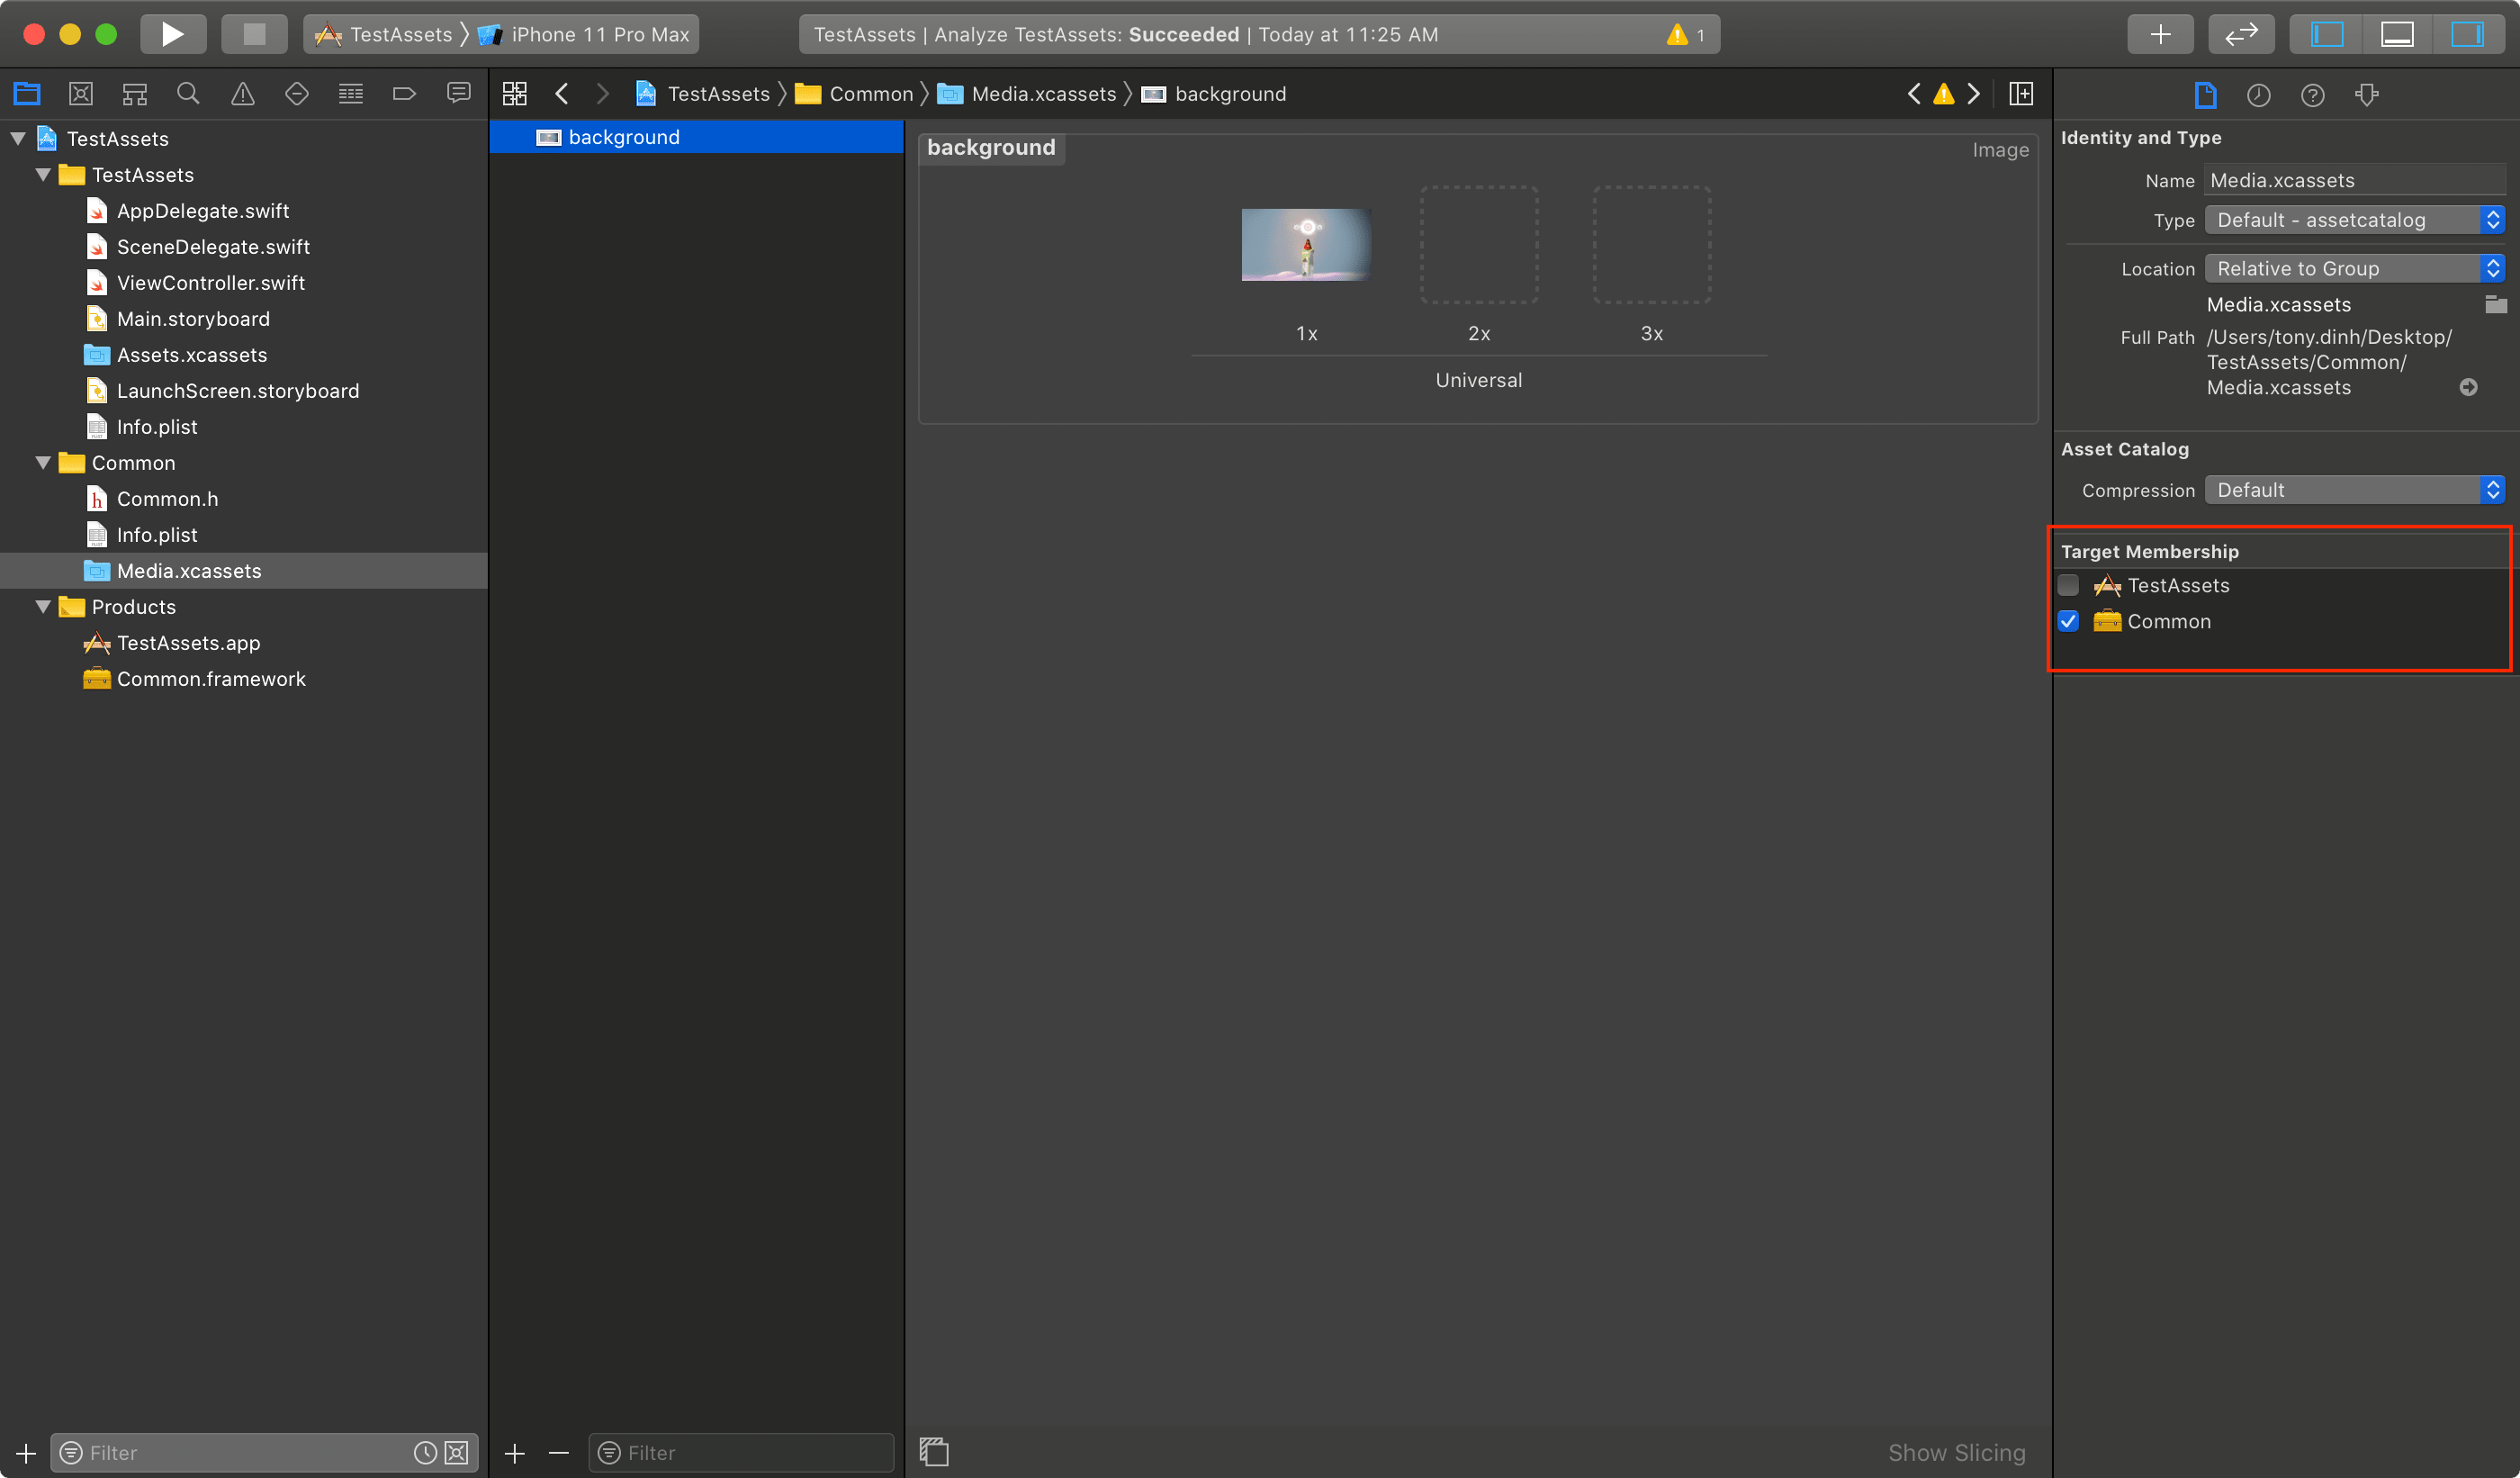 TestAssets 〉 iPhone 11 Pro Max
TestAssets | Analyze TestAssets: Succeeded | Today at 11:25 AM
1
TestAssets 〉 Common 〉 Media.xcassets 〉 background
TestAssets
TestAssets
AppDelegate.swift
SceneDelegate.swift
ViewController.swift
Main.storyboard
Assets.xcassets
LaunchScreen.storyboard
Info.plist
Common
Common.h
Info.plist
Media.xcassets
Products
TestAssets.app
Common.framework
Filter
background
Filter
background
Image
1x
2x
3x
Universal
Show Slicing
Identity and Type
Name Media.xcassets
Type Default - assetcatalog
Location Relative to Group
Media.xcassets
Full Path /Users/tony.dinh/Desktop/
TestAssets/Common/
Media.xcassets
Asset Catalog
Compression Default
Target Membership
TestAssets
Common